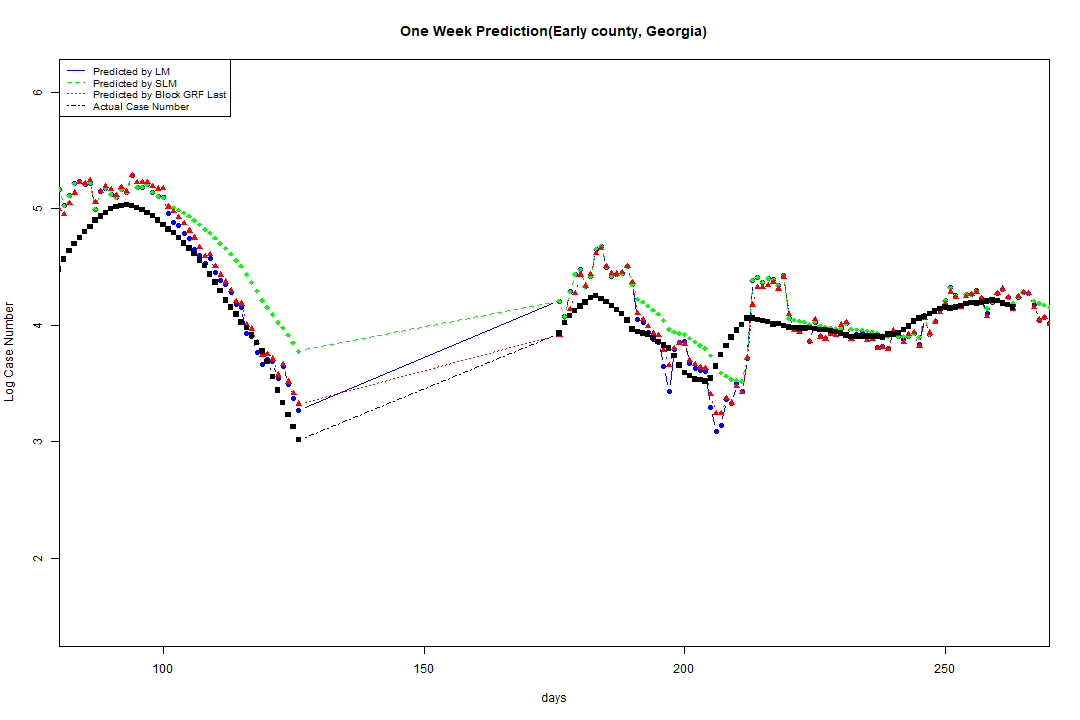 One Week Prediction(Early county, Georgia)
Predicted by LM
Predicted by SLM
Predicted by Block GRF Last
Actual Case Number
Log Case Number
6
5
4
3
2
100 150 200 250
days